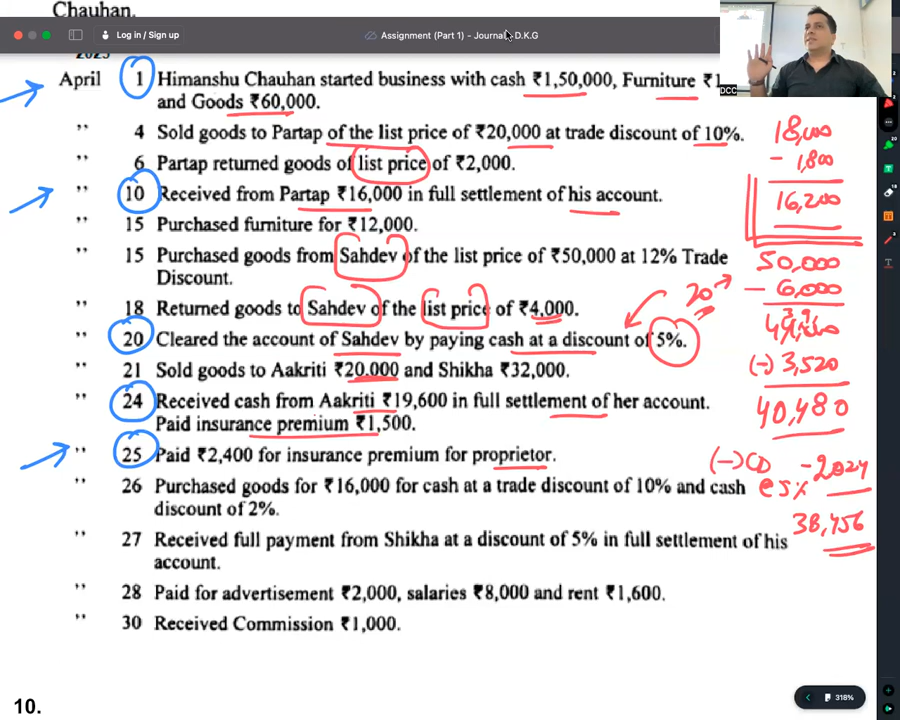 Chauhan.
Log in / Sign up
Assignment (Part 1) - Journal - D.K.G
DCC
April 1 Himanshu Chauhan started business with cash ₹1,50,000, Furniture ₹1
and Goods ₹60,000.
,, 4 Sold goods to Partap of the list price of ₹20,000 at trade discount of 10%.
,, 6 Partap returned goods of list price of ₹2,000.
,, 10 Received from Partap ₹16,000 in full settlement of his account.
,, 15 Purchased furniture for ₹12,000.
,, 15 Purchased goods from Sahdev of the list price of ₹50,000 at 12% Trade
Discount.
,, 18 Returned goods to Sahdev of the list price of ₹4,000.
,, 20 Cleared the account of Sahdev by paying cash at a discount of 5%.
,, 21 Sold goods to Aakriti ₹20,000 and Shikha ₹32,000.
,, 24 Received cash from Aakriti ₹19,600 in full settlement of her account.
Paid insurance premium ₹1,500.
,, 25 Paid ₹2,400 for insurance premium for proprietor.
,, 26 Purchased goods for ₹16,000 for cash at a trade discount of 10% and cash
discount of 2%.
,, 27 Received full payment from Shikha at a discount of 5% in full settlement of his
account.
,, 28 Paid for advertisement ₹2,000, salaries ₹8,000 and rent ₹1,600.
,, 30 Received Commission ₹1,000.
10.
18,000
- 1,800
16,200
50,000
- 6,000
(-) 3,520
40,480
(-) CD - 2024
@ 5%
38,456
20
318%